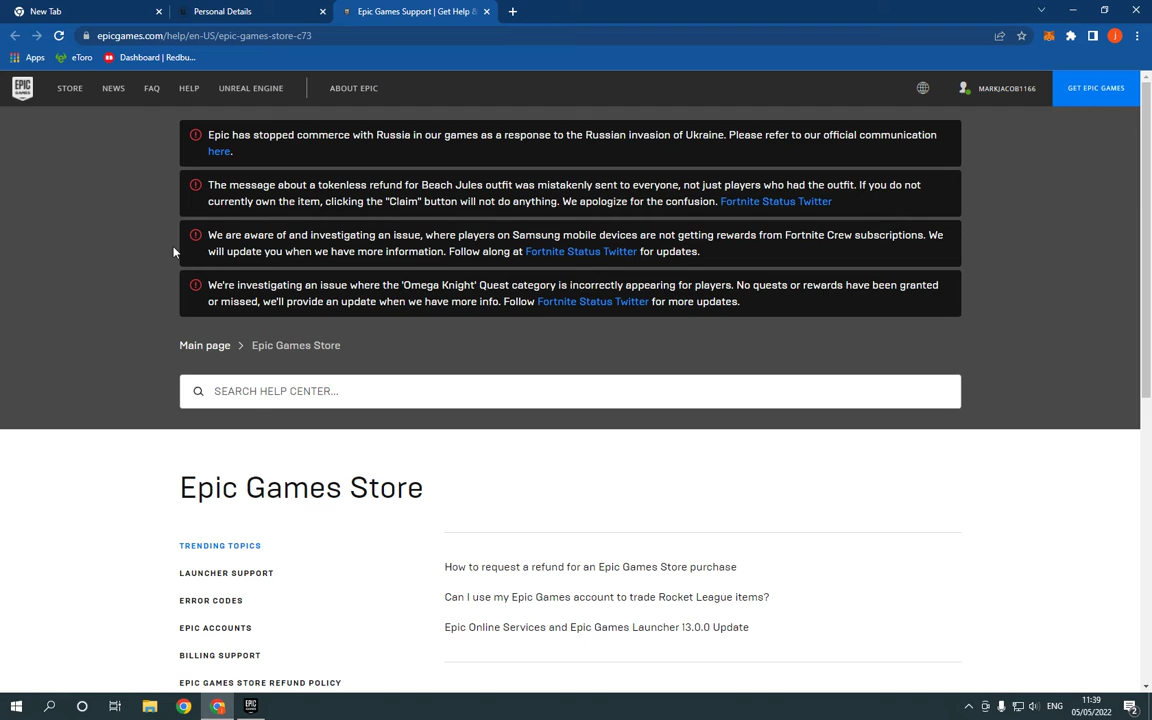 New Tab
Personal Details
Epic Games Support | Get Help &
epicgames.com/help/en-US/epic-games-store-c73
j
Apps
eToro
Dashboard | Redbu...
EPIC GAMES
STORE
NEWS
FAQ
HELP
UNREAL ENGINE
ABOUT EPIC
MARKJACOB1166
GET EPIC GAMES
Epic has stopped commerce with Russia in our games as a response to the Russian invasion of Ukraine. Please refer to our official communication
here.
The message about a tokenless refund for Beach Jules outfit was mistakenly sent to everyone, not just players who had the outfit. If you do not
currently own the item, clicking the "Claim" button will not do anything. We apologize for the confusion. Fortnite Status Twitter
We are aware of and investigating an issue, where players on Samsung mobile devices are not getting rewards from Fortnite Crew subscriptions. We
will update you when we have more information. Follow along at Fortnite Status Twitter for updates.
We're investigating an issue where the 'Omega Knight' Quest category is incorrectly appearing for players. No quests or rewards have been granted
or missed, we'll provide an update when we have more info. Follow Fortnite Status Twitter for more updates.
Main page > Epic Games Store
SEARCH HELP CENTER...
Epic Games Store
TRENDING TOPICS
LAUNCHER SUPPORT
ERROR CODES
EPIC ACCOUNTS
BILLING SUPPORT
EPIC GAMES STORE REFUND POLICY
How to request a refund for an Epic Games Store purchase
Can I use my Epic Games account to trade Rocket League items?
Epic Online Services and Epic Games Launcher 13.0.0 Update
EPIC
ENG
11:39
05/05/2022
2